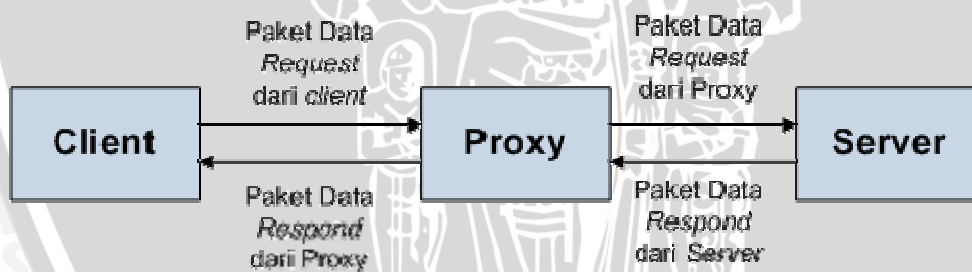 Paket Data
Request
dari client
Paket Data
Request
dari Proxy
Client
Proxy
Server
Paket Data
Respond
dari Proxy
Paket Data
Respond
dari Server